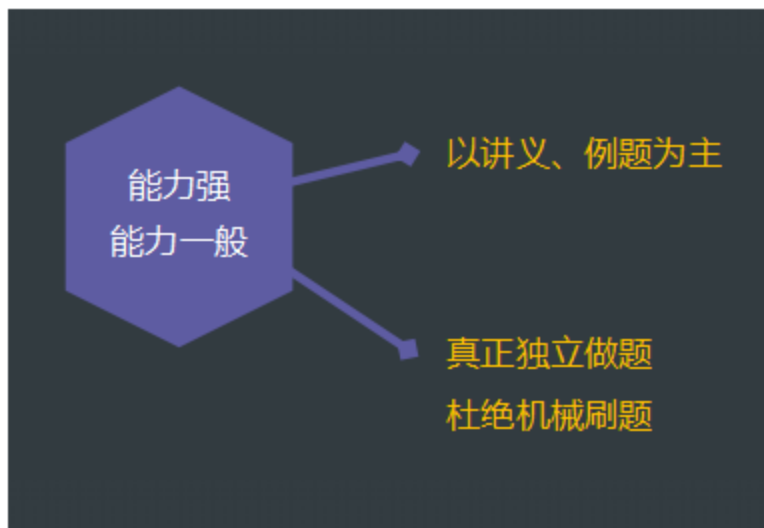 能力强
能力一般
以讲义、例题为主
真正独立做题
杜绝机械刷题